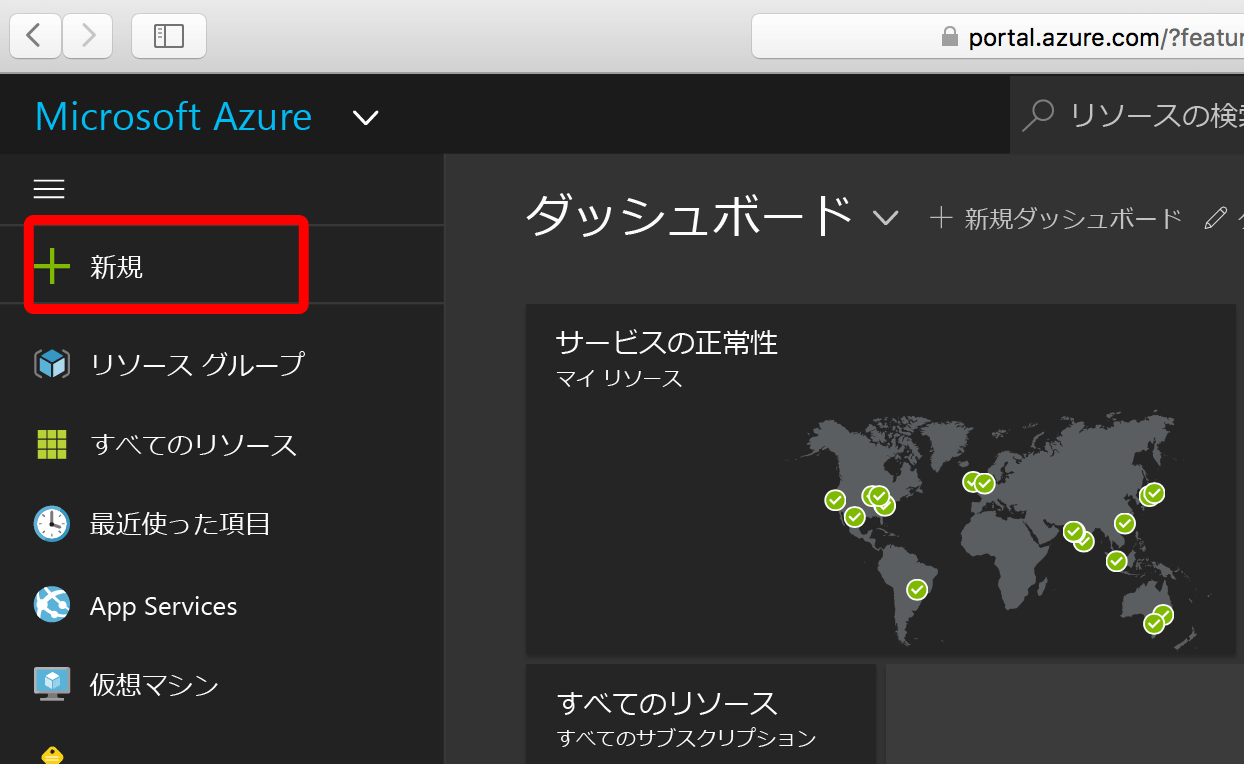 portal.azure.com/?featur
Microsoft Azure
リソースの検索
ダッシュボード
+ 新規ダッシュボード
新規
リソース グループ
すべてのリソース
最近使った項目
App Services
仮想マシン
サービスの正常性
マイ リソース
すべてのリソース
すべてのサブスクリプション